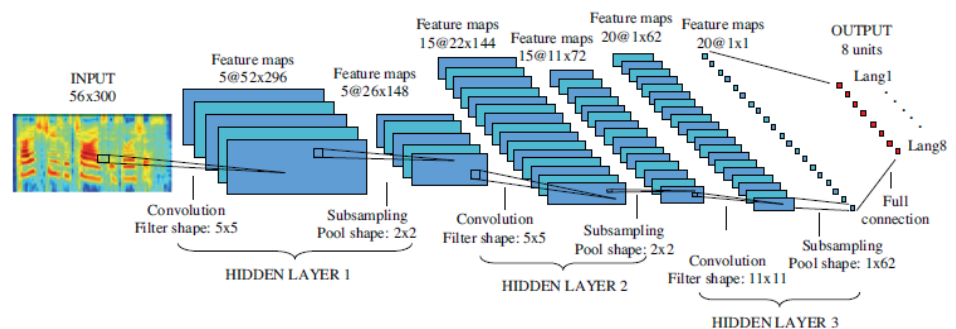 INPUT
56x300
Feature maps
5@52x296
Feature maps
5@26x148
Feature maps
15@22x144
Feature maps
15@11x72
Feature maps
20@1x62
Feature maps
20@1x1
OUTPUT
8 units
Lang1
Lang8
Full
connection
Convolution
Filter shape: 5x5
Subsampling
Pool shape: 2x2
HIDDEN LAYER 1
Convolution
Filter shape: 5x5
Subsampling
Pool shape: 2x2
HIDDEN LAYER 2
Convolution
Filter shape: 11x11
Subsampling
Pool shape: 1x62
HIDDEN LAYER 3